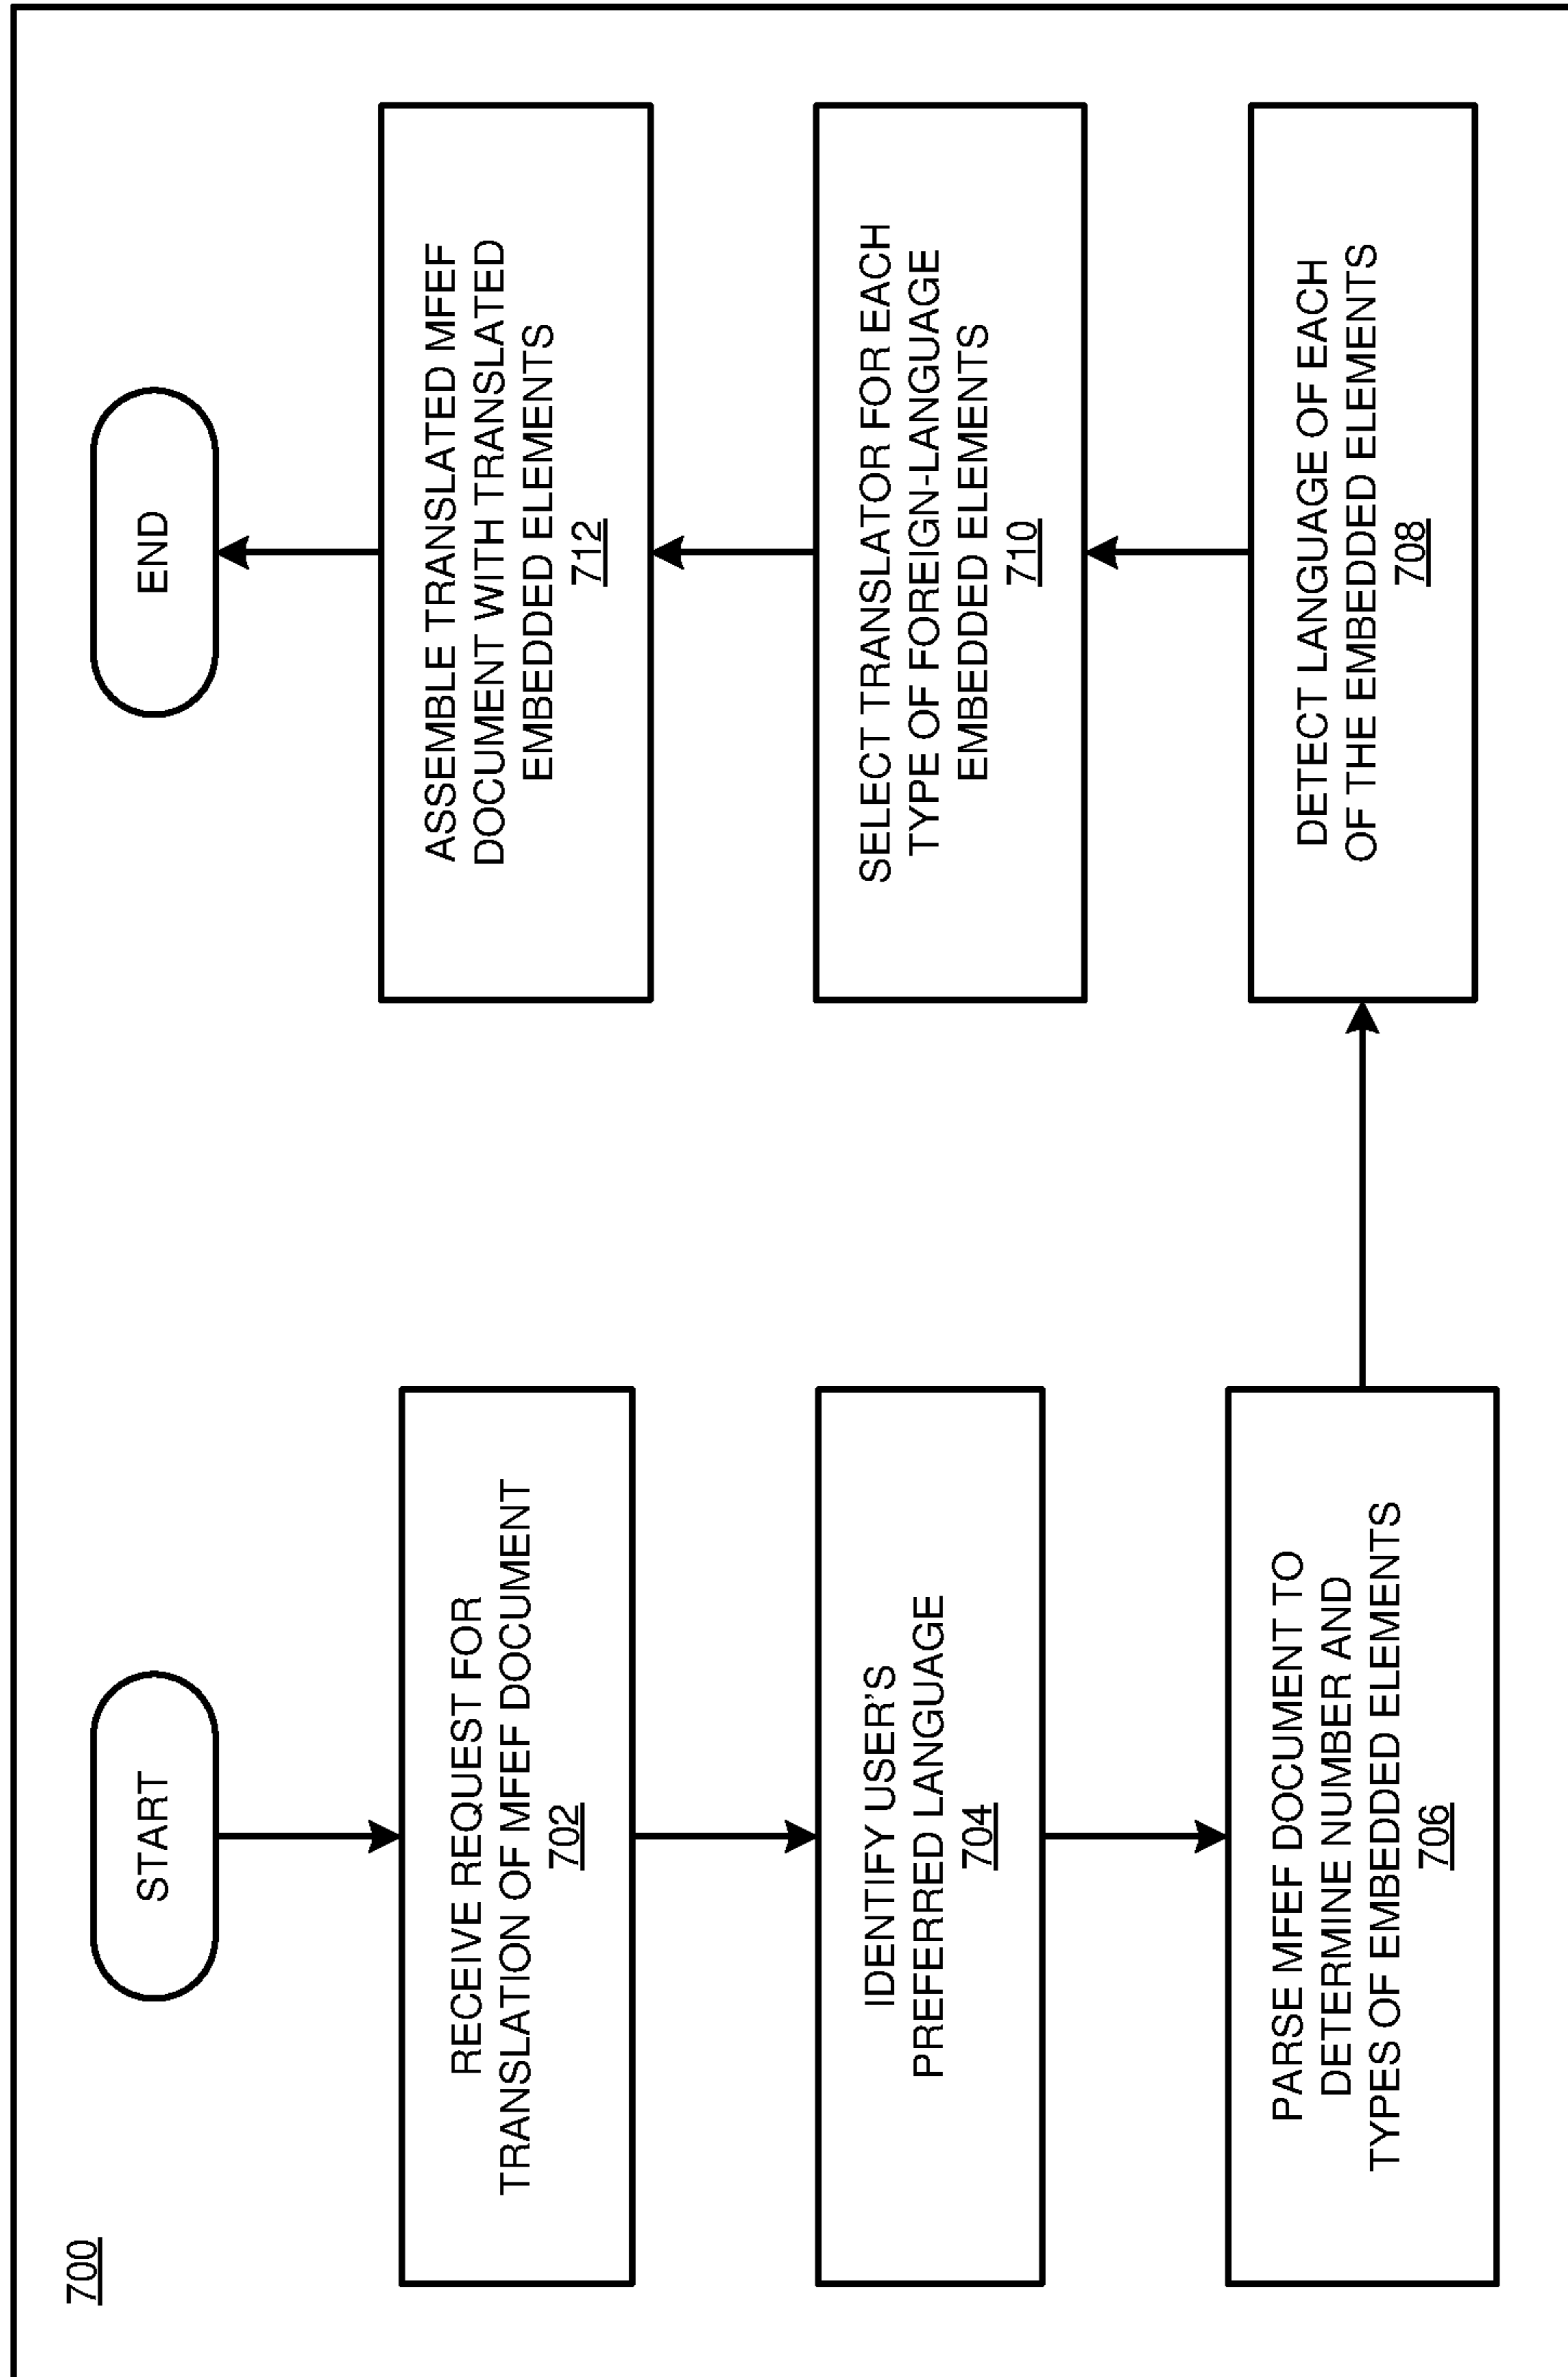 700
START
RECEIVE REQUEST FOR
TRANSLATION OF MFEF DOCUMENT
702
IDENTIFY USER'S
PREFERRED LANGUAGE
704
PARSE MFEF DOCUMENT TO
DETERMINE NUMBER AND
TYPES OF EMBEDDED ELEMENTS
706
DETECT LANGUAGE OF EACH
OF THE EMBEDDED ELEMENTS
708
SELECT TRANSLATOR FOR EACH
TYPE OF FOREIGN-LANGUAGE
EMBEDDED ELEMENTS
710
ASSEMBLE TRANSLATED MFEF
DOCUMENT WITH TRANSLATED
EMBEDDED ELEMENTS
712
END